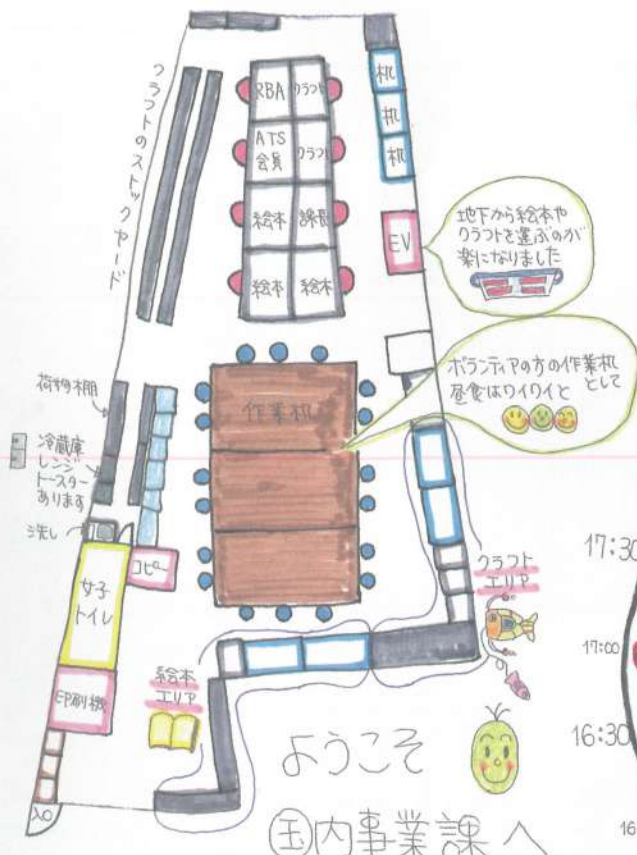 クラフトのストックヤード
RBA
クラフト
ATS
会員
クラフト
絵本
課長
絵本
絵本
机
机
机
EV
地下から絵本や
クラフトを運ぶのが
楽になりました
ボランティアの方の作業机
昼食はワイワイと
として
作業机
荷物棚
冷蔵庫
レンジ
トースター
あります
流し
コピー
女子
トイレ
印刷機
入口
絵本
エリア
クラフト
エリア
17:30
17:00
16:30
16
ようこそ
国内事業課へ